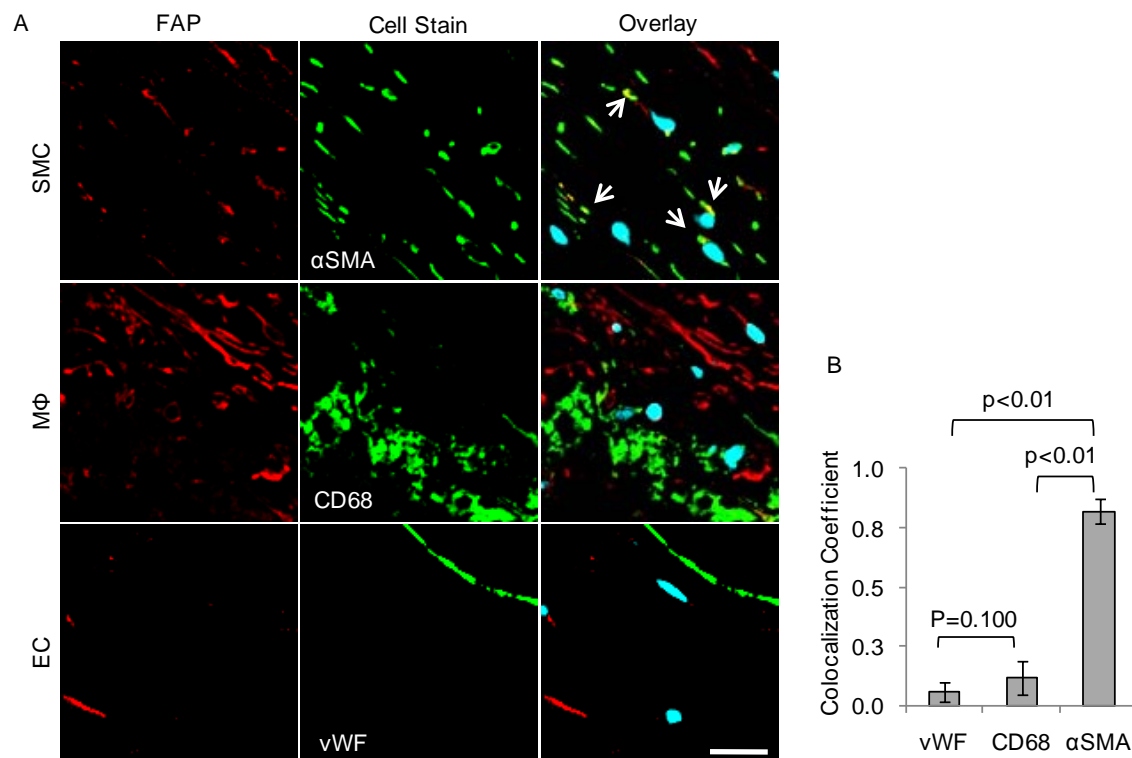 A
FAP
Cell Stain
Overlay
SMC
αSMA
MΦ
CD68
EC
vWF
B
p<0.01
p<0.01
P=0.100
Colocalization Coefficient
1.0
0.8
0.5
0.3
0.0
vWF
CD68
αSMA